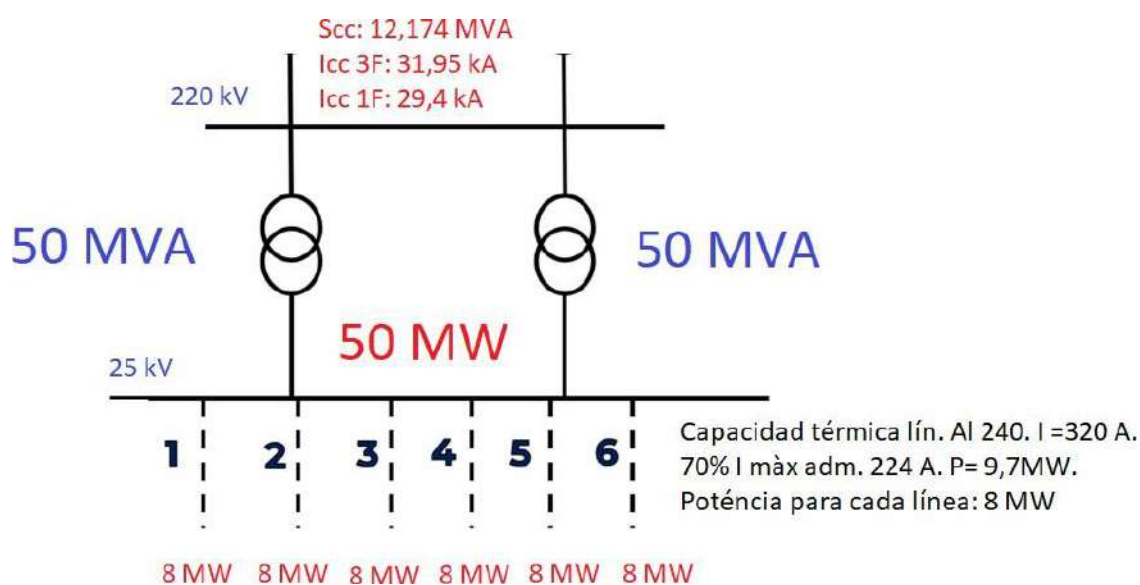 Scc: 12,174 MVA
Icc 3F: 31,95 kA
Icc 1F: 29,4 kA
220 kV
50 MVA
50 MVA
50 MW
25 kV
1 2 3 4 5 6
Capacidad térmica lín. Al 240. I =320 A.
70% I màx adm. 224 A. P= 9,7MW.
Poténcia para cada línea: 8 MW
8 MW 8 MW 8 MW 8 MW 8 MW 8 MW